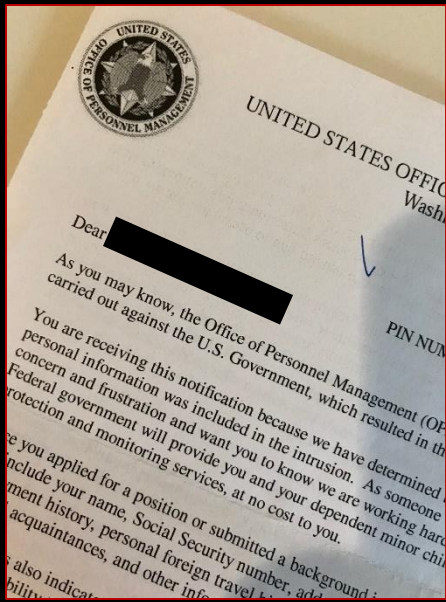 UNITED STATES
OFFICE OF PERSONNEL MANAGEMENT
UNITED STATES OFFIC
Wash
Dear
PIN NUM
As you may know, the Office of Personnel Management (OP
carried out against the U.S. Government, which resulted in th
You are receiving this notification because we have determined
personal information was included in the intrusion. As someone
concern and frustration and want you to know we are working hard
Federal government will provide you and your dependent minor chi
rotection and monitoring services, at no cost to you.
e you applied for a position or submitted a background i
include your name, Social Security number, add
ment history, personal foreign travel hi
acquaintances, and other info
s also indicate
bility